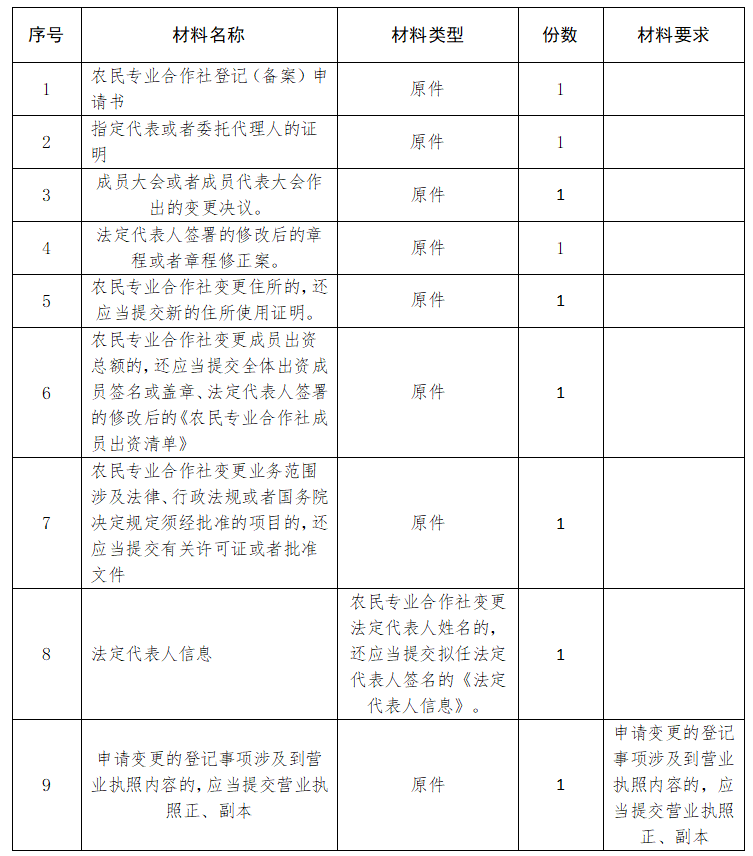 序号 材料名称 材料类型 份数 材料要求
1 农民专业合作社登记（备案）申 原件 1
请书
2 指定代表或者委托代理人的证 原件 1
明
3 成员大会或者成员代表大会作 原件 1
出的变更决议。
4 法定代表人签署的修改后的章 原件 1
程或者章程修正案。
5 农民专业合作社变更住所的，还 原件 1
应当提交新的住所使用证明。
6 农民专业合作社变更成员出资 原件 1
总额的，还应当提交全体出资成
员签名或盖章、法定代表人签署
的修改后的《农民专业合作社成
员出资清单》
7 农民专业合作社变更业务范围 原件 1
涉及法律、行政法规或者国务院
决定规定须经批准的项目的，还
应当提交有关许可证或者批准
文件
8 法定代表人信息 农民专业合作社变更 1
法定代表人姓名的，
还应当提交拟任法定
代表人签名的《法定
代表人信息》。
9 申请变更的登记事项涉及到营 原件 1
业执照内容的，应当提交营业执
照正、副本
申请变更的登记
事项涉及到营业
执照内容的，应
当提交营业执照
正、副本